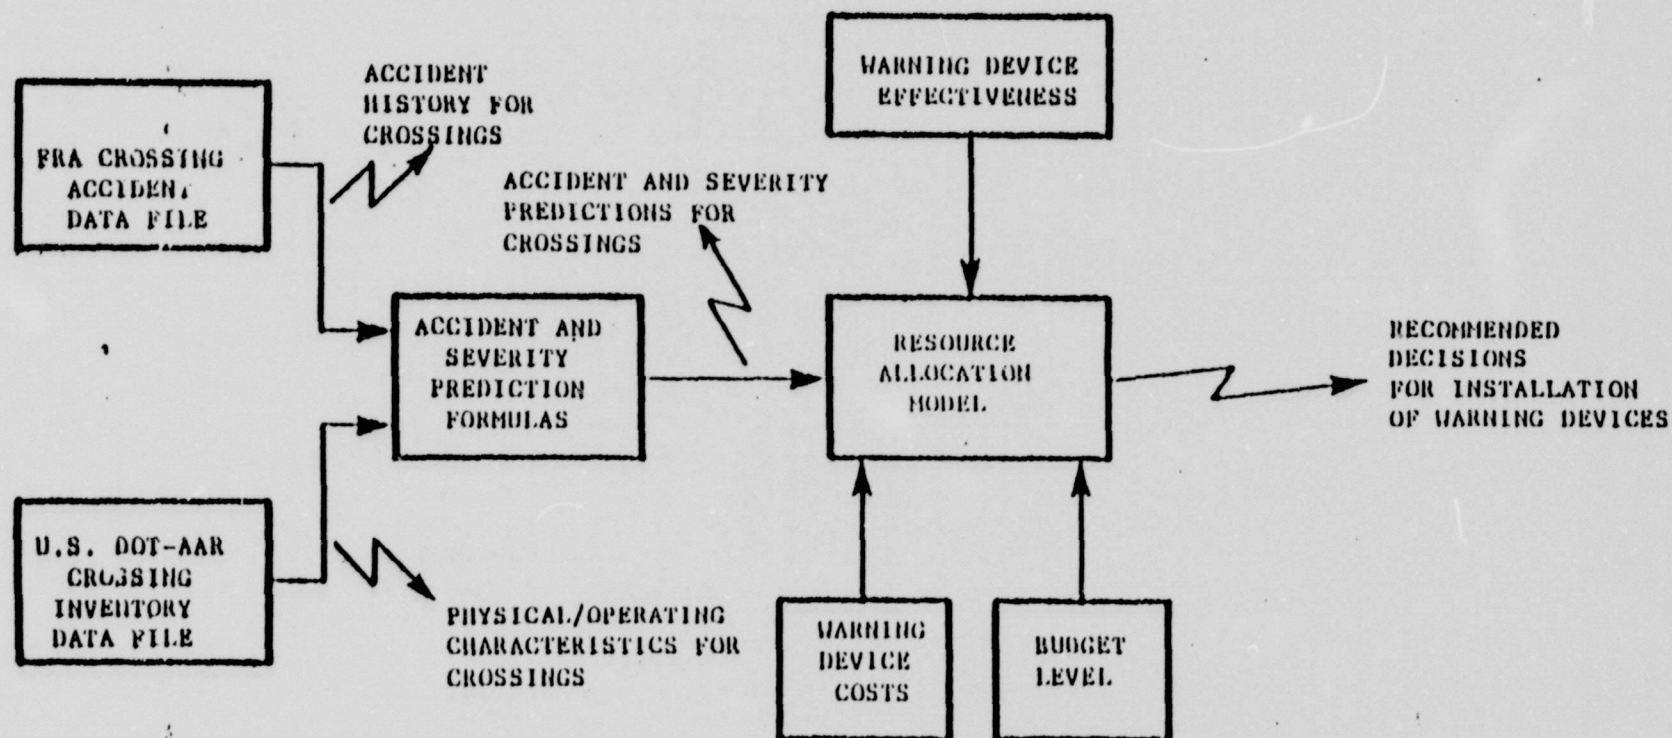 WARNING DEVICE
EFFECTIVENESS
ACCIDENT
HISTORY FOR
CROSSINGS
FRA CROSSING
ACCIDENT
DATA FILE
ACCIDENT AND SEVERITY
PREDICTIONS FOR
CROSSINGS
ACCIDENT AND
SEVERITY
PREDICTION
FORMULAS
RESOURCE
ALLOCATION
MODEL
RECOMMENDED
DECISIONS
FOR INSTALLATION
OF WARNING DEVICES
U.S. DOT-AAR
CROSSING
INVENTORY
DATA FILE
PHYSICAL/OPERATING
CHARACTERISTICS FOR
CROSSINGS
WARNING
DEVICE
COSTS
BUDGET
LEVEL